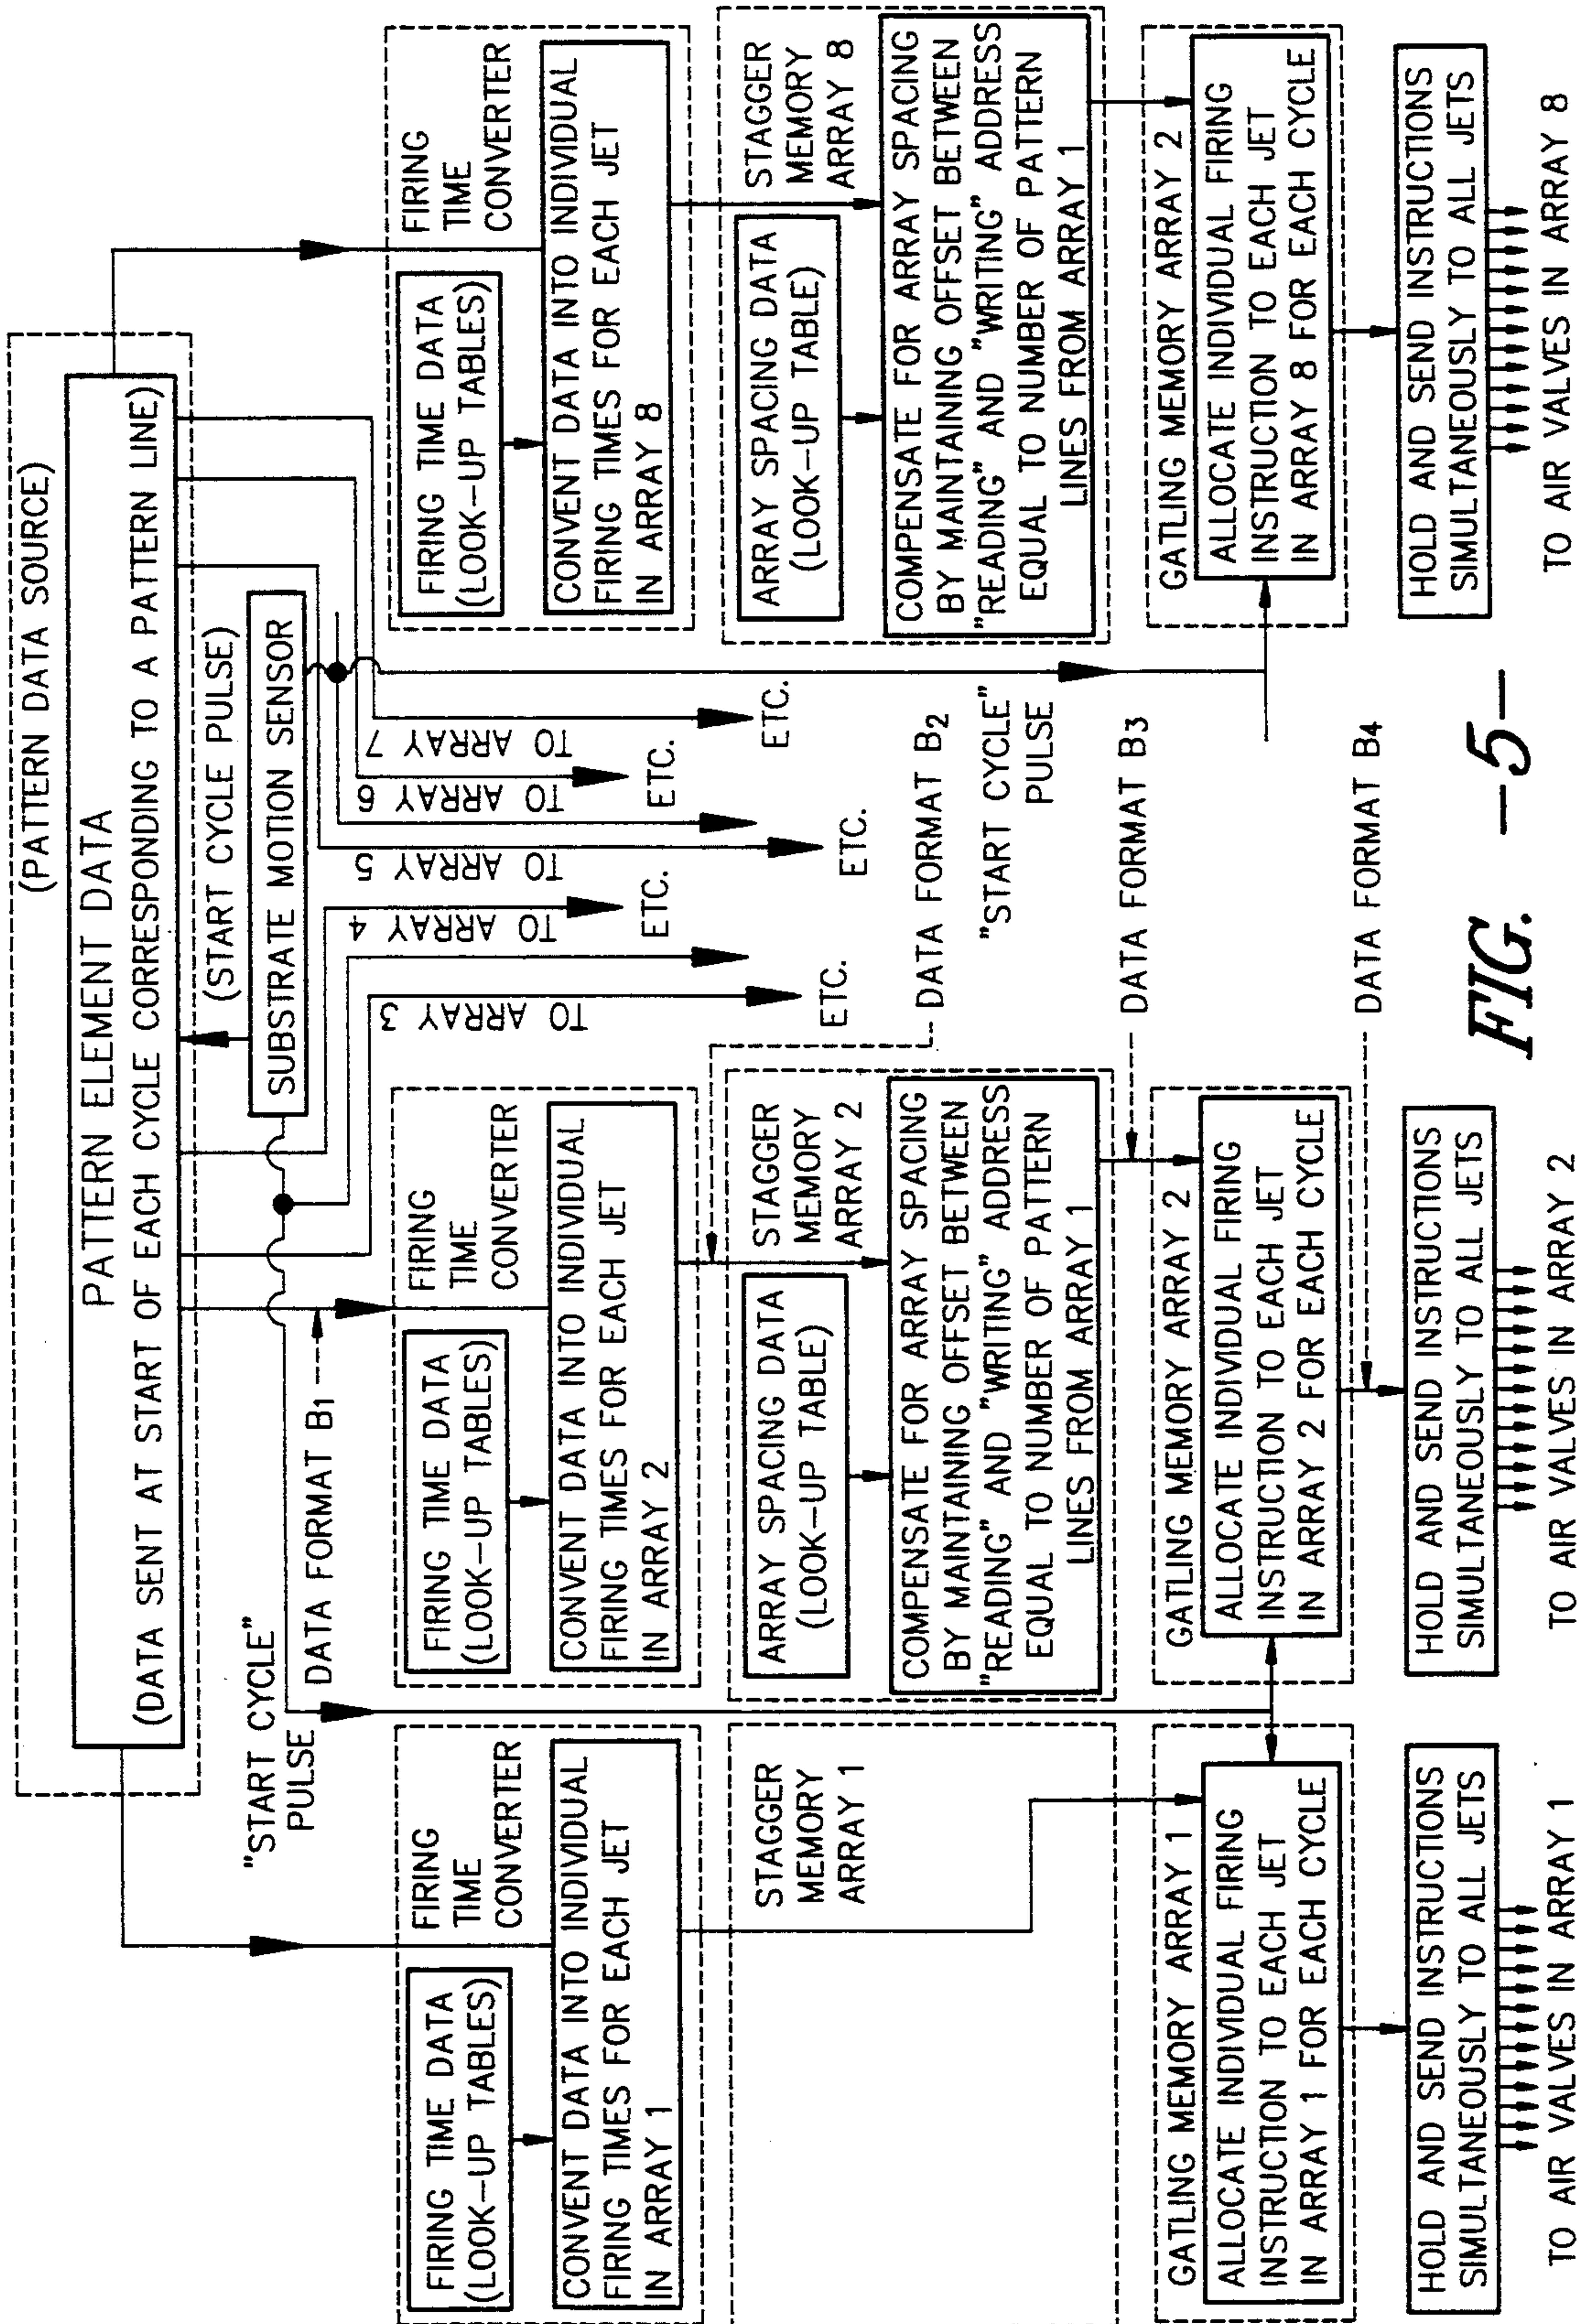 (PATTERN DATA SOURCE)
PATTERN ELEMENT DATA
(DATA SENT AT START OF EACH CYCLE CORRESPONDING TO A PATTERN LINE)
(START CYCLE PULSE)
SUBSTRATE MOTION SENSOR
"START CYCLE"
PULSE
DATA FORMAT B1
FIRING
TIME
CONVERTER
FIRING TIME DATA
(LOOK-UP TABLES)
CONVENT DATA INTO INDIVIDUAL
FIRING TIMES FOR EACH JET
IN ARRAY 1
STAGGER
MEMORY
ARRAY 1
GATLING MEMORY ARRAY 1
ALLOCATE INDIVIDUAL FIRING
INSTRUCTION TO EACH JET
IN ARRAY 1 FOR EACH CYCLE
HOLD AND SEND INSTRUCTIONS
SIMULTANEOUSLY TO ALL JETS
TO AIR VALVES IN ARRAY 1
FIRING
TIME
CONVERTER
FIRING TIME DATA
(LOOK-UP TABLES)
CONVENT DATA INTO INDIVIDUAL
FIRING TIMES FOR EACH JET
IN ARRAY 2
STAGGER
MEMORY
ARRAY 2
ARRAY SPACING DATA
(LOOK-UP TABLE)
COMPENSATE FOR ARRAY SPACING
BY MAINTAINING OFFSET BETWEEN
"READING" AND "WRITING" ADDRESS
EQUAL TO NUMBER OF PATTERN
LINES FROM ARRAY 1
GATLING MEMORY ARRAY 2
ALLOCATE INDIVIDUAL FIRING
INSTRUCTION TO EACH JET
IN ARRAY 2 FOR EACH CYCLE
HOLD AND SEND INSTRUCTIONS
SIMULTANEOUSLY TO ALL JETS
TO AIR VALVES IN ARRAY 2
TO ARRAY 3
ETC.
TO ARRAY 4
ETC.
TO ARRAY 5
ETC.
TO ARRAY 6
ETC.
TO ARRAY 7
ETC.
DATA FORMAT B2
"START CYCLE"
PULSE
DATA FORMAT B3
DATA FORMAT B4
FIRING
TIME
CONVERTER
FIRING TIME DATA
(LOOK-UP TABLES)
CONVENT DATA INTO INDIVIDUAL
FIRING TIMES FOR EACH JET
IN ARRAY 8
STAGGER
MEMORY
ARRAY 8
ARRAY SPACING DATA
(LOOK-UP TABLE)
COMPENSATE FOR ARRAY SPACING
BY MAINTAINING OFFSET BETWEEN
"READING" AND "WRITING" ADDRESS
EQUAL TO NUMBER OF PATTERN
LINES FROM ARRAY 1
GATLING MEMORY ARRAY 2
ALLOCATE INDIVIDUAL FIRING
INSTRUCTION TO EACH JET
IN ARRAY 8 FOR EACH CYCLE
HOLD AND SEND INSTRUCTIONS
SIMULTANEOUSLY TO ALL JETS
TO AIR VALVES IN ARRAY 8
FIG. -5-